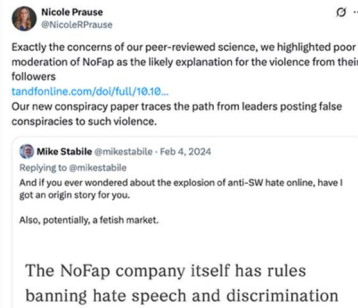 Nicole Prause
@NicoleRPrause
Exactly the concerns of our peer-reviewed science, we highlighted poor
moderation of NoFap as the likely explanation for the violence from their
followers
tandfonline.com/doi/full/10.10...
Our new conspiracy paper traces the path from leaders posting false
conspiracies to such violence.
Mike Stabile @mikestabile · Feb 4, 2024
Replying to @mikestabile
And if you ever wondered about the explosion of anti-SW hate online, have I
got an origin story for you.
Also, potentially, a fetish market.
The NoFap company itself has rules
banning hate speech and discrimination